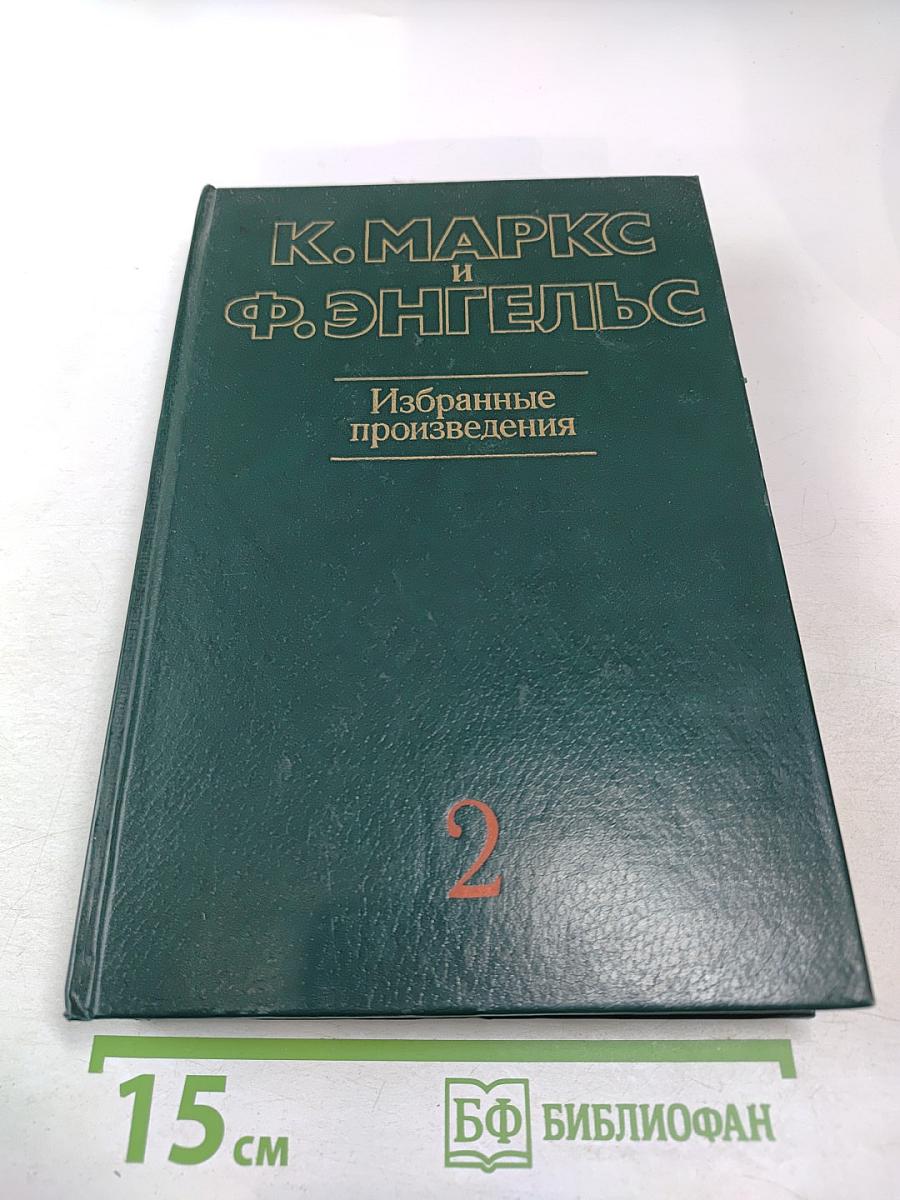 К. МАРКС
и
Ф. ЭНГЕЛЬС
Избранные
произведения
2
15 см
БФ БИБЛИОФАН